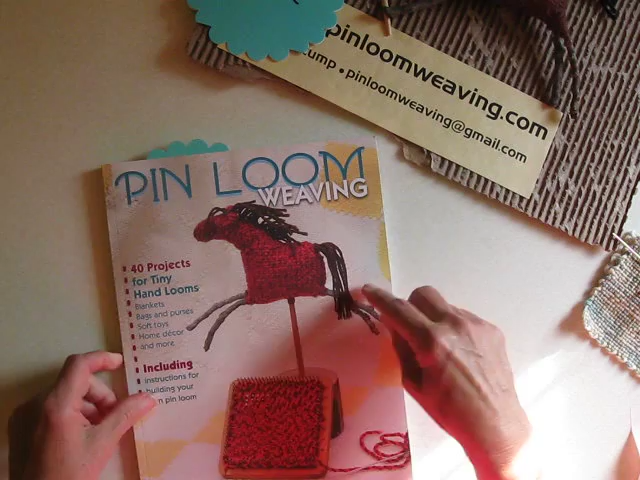 pinloomweaving.com
ump • pinloomweaving@gmail.com
PIN LOOM
WEAVING
40 Projects
for Tiny
Hand Looms
Blankets
Bags and purses
Soft toys
Home décor
and more
Including
instructions for
building your
n pin loom